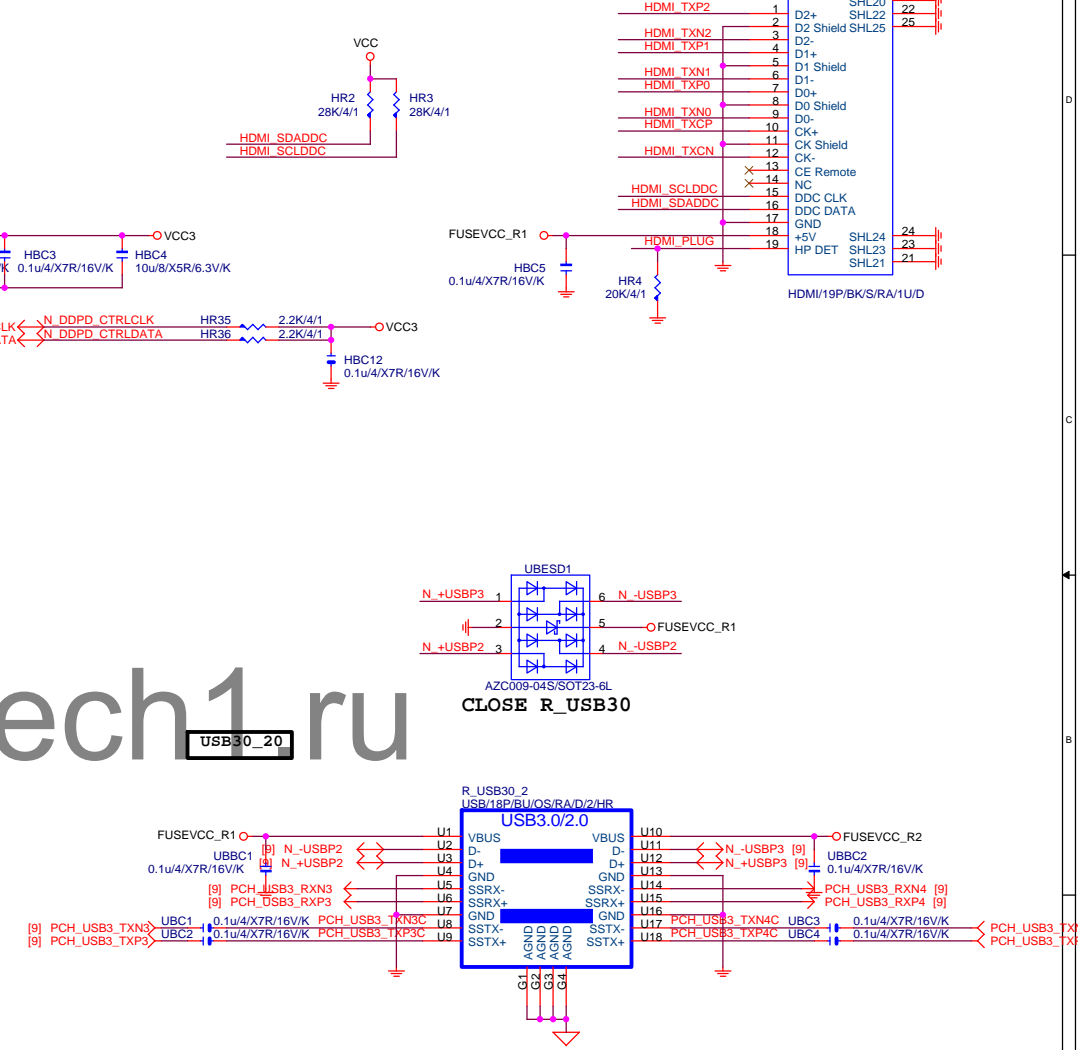 HDMI_TXP2 1 D2+ SHL20
2 D2 Shield SHL22 22
HDMI_TXN2 3 D2- SHL25 25
HDMI_TXP1 4 D1+
5 D1 Shield
HDMI_TXN1 6 D1-
HDMI_TXP0 7 D0+
8 D0 Shield
HDMI_TXN0 9 D0-
HDMI_TXCP 10 CK+
11 CK Shield
HDMI_TXCN 12 CK-
13 CE Remote
14 NC
HDMI_SCLDDC 15 DDC CLK
HDMI_SDADDC 16 DDC DATA
17 GND
FUSEVCC_R1 18 +5V SHL24 24
HDMI_PLUG 19 HP DET SHL23 23
SHL21 21
HDMI/19P/BK/S/RA/1U/D
HBC5
0.1u/4/X7R/16V/K
HR4
20K/4/1
VCC
HR2 HR3
28K/4/1 28K/4/1
HDMI_SDADDC
HDMI_SCLDDC
VCC3
HBC3 HBC4
K 0.1u/4/X7R/16V/K 10u/8/X5R/6.3V/K
LK N_DDPD_CTRLCLK HR35 2.2K/4/1 VCC3
TA N_DDPD_CTRLDATA HR36 2.2K/4/1
HBC12
0.1u/4/X7R/16V/K
D
C
B
UBESD1
N_+USBP3 1 6 N_-USBP3
2 5 FUSEVCC_R1
N_+USBP2 3 4 N_-USBP2
AZC009-04S/SOT23-6L
CLOSE R_USB30
ech1.ru
USB30_20
R_USB30_2
USB/18P/BU/OS/RA/D/2/HR
USB3.0/2.0
FUSEVCC_R1 U1 VBUS VBUS U10 FUSEVCC_R2
[9] N_-USBP2 U2 D- D- U11 N_-USBP3 [9]
[9] N_+USBP2 U3 D+ D+ U12 N_+USBP3 [9]
UBBC1 UBBC2
0.1u/4/X7R/16V/K 0.1u/4/X7R/16V/K
U4 GND GND U13
[9] PCH_USB3_RXN3 U5 SSRX- SSRX- U14 PCH_USB3_RXN4 [9]
[9] PCH_USB3_RXP3 U6 SSRX+ SSRX+ U15 PCH_USB3_RXP4 [9]
U7 GND GND U16
[9] PCH_USB3_TXN3 UBC1 0.1u/4/X7R/16V/K PCH_USB3_TXN3C U8 SSTX- SSTX- U17 PCH_USB3_TXN4C UBC3 0.1u/4/X7R/16V/K PCH_USB3_TXN
[9] PCH_USB3_TXP3 UBC2 0.1u/4/X7R/16V/K PCH_USB3_TXP3C U9 SSTX+ SSTX+ U18 PCH_USB3_TXP4C UBC4 0.1u/4/X7R/16V/K PCH_USB3_TX
AGND AGND AGND AGND
G1 G2 G3 G4